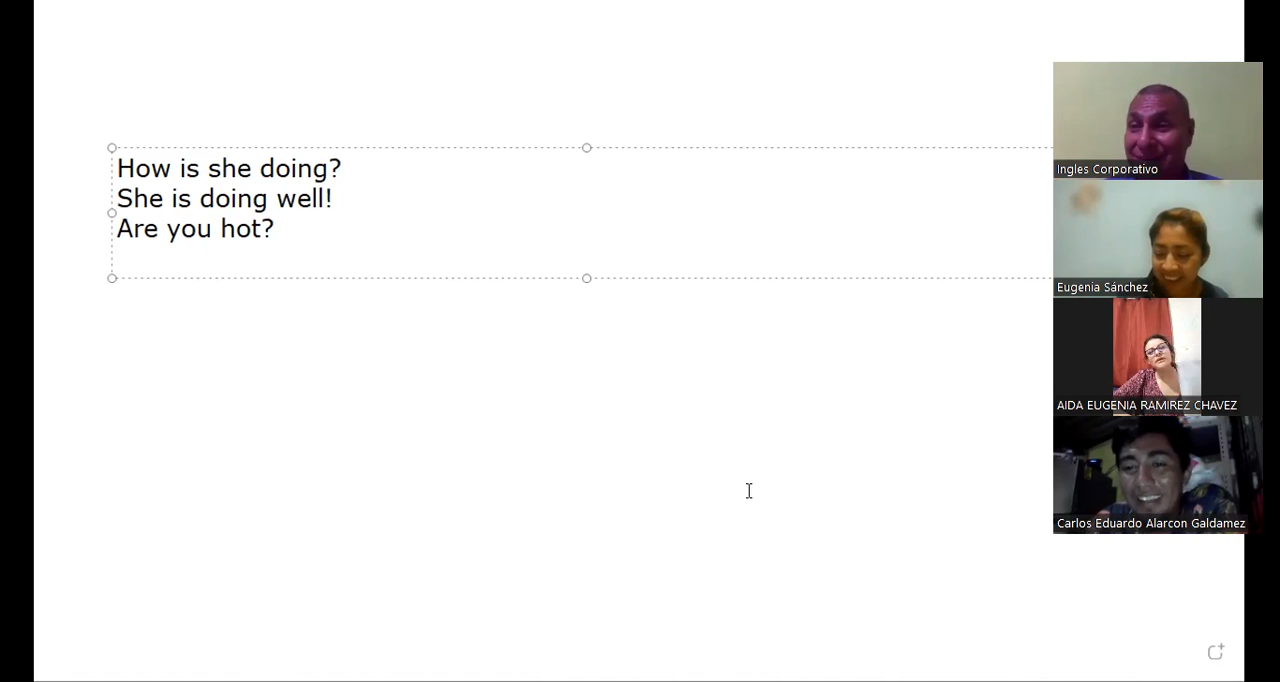 How is she doing?
She is doing well!
Are you hot?
Ingles Corporativo
Eugenia Sánchez
AIDA EUGENIA RAMIREZ CHAVEZ
Carlos Eduardo Alarcon Galdamez